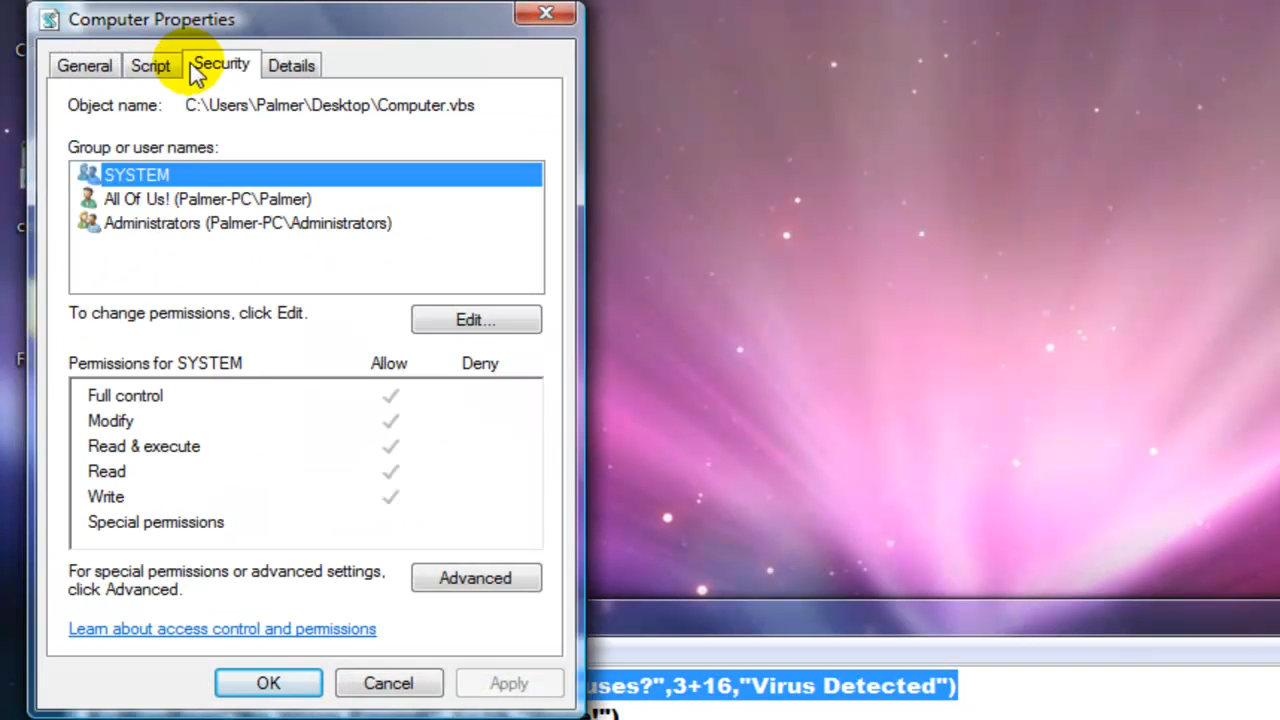 Computer Properties
General Script Security Details
Object name: C:\Users\Palmer\Desktop\Computer.vbs
Group or user names:
SYSTEM
All Of Us! (Palmer-PC\Palmer)
Administrators (Palmer-PC\Administrators)
To change permissions, click Edit.
Edit...
Permissions for SYSTEM Allow Deny
Full control
Modify
Read & execute
Read
Write
Special permissions
For special permissions or advanced settings,
click Advanced.
Advanced
Learn about access control and permissions
OK Cancel Apply
uses?",3+16,"Virus Detected")